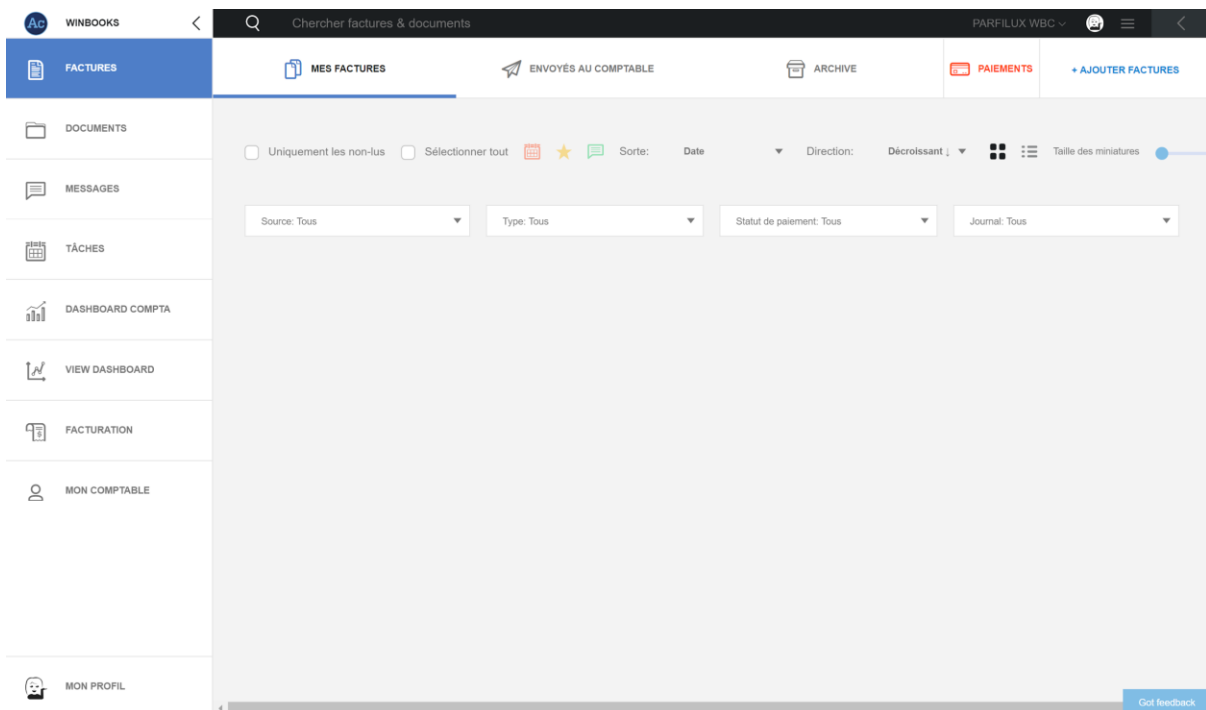 Ac WINBOOKS
Chercher factures & documents
PARFILUX WBC
FACTURES
MES FACTURES
ENVOYÉS AU COMPTABLE
ARCHIVE
PAIEMENTS
+ AJOUTER FACTURES
DOCUMENTS
MESSAGES
TÂCHES
DASHBOARD COMPTA
VIEW DASHBOARD
FACTURATION
MON COMPTABLE
MON PROFIL
Uniquement les non-lus
Sélectionner tout
Sorte: Date
Direction: Décroissant ↓
Taille des miniatures
Source: Tous
Type: Tous
Statut de paiement: Tous
Journal: Tous
Got feedback